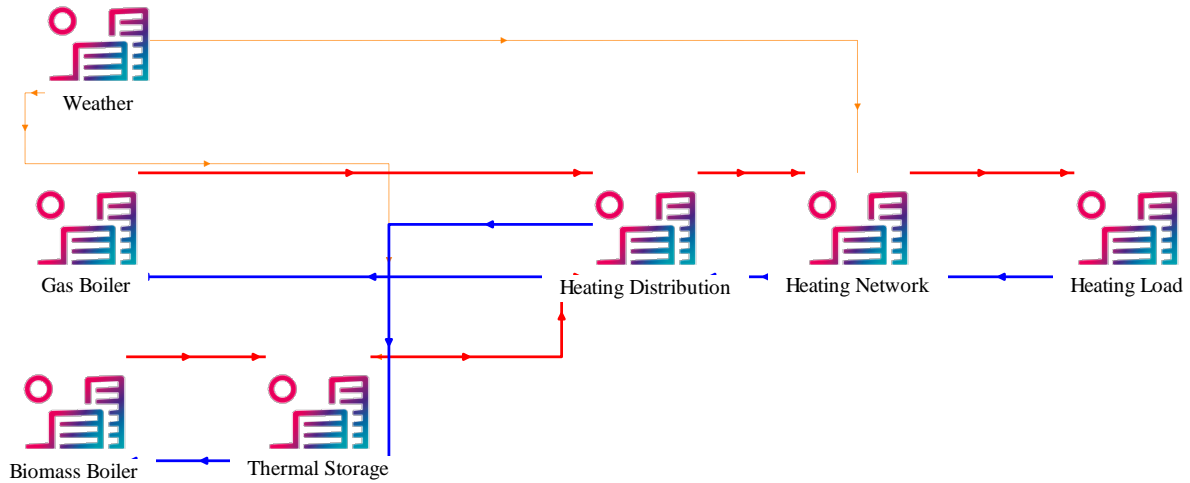 Weather
Gas Boiler
Heating Distribution
Heating Network
Heating Load
Biomass Boiler
Thermal Storage